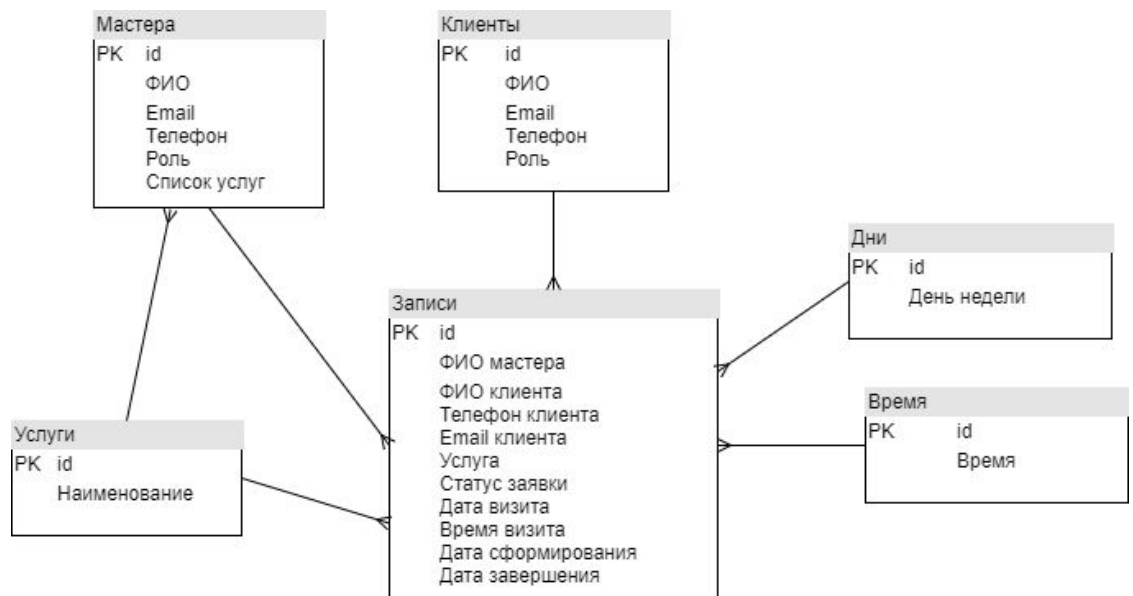 Мастера
PK id
ФИО
Email
Телефон
Роль
Список услуг
Клиенты
PK id
ФИО
Email
Телефон
Роль
Дни
PK id
День недели
Записи
PK id
ФИО мастера
ФИО клиента
Телефон клиента
Email клиента
Услуга
Статус заявки
Дата визита
Время визита
Дата сформирования
Дата завершения
Время
PK id
Время
Услуги
PK id
Наименование